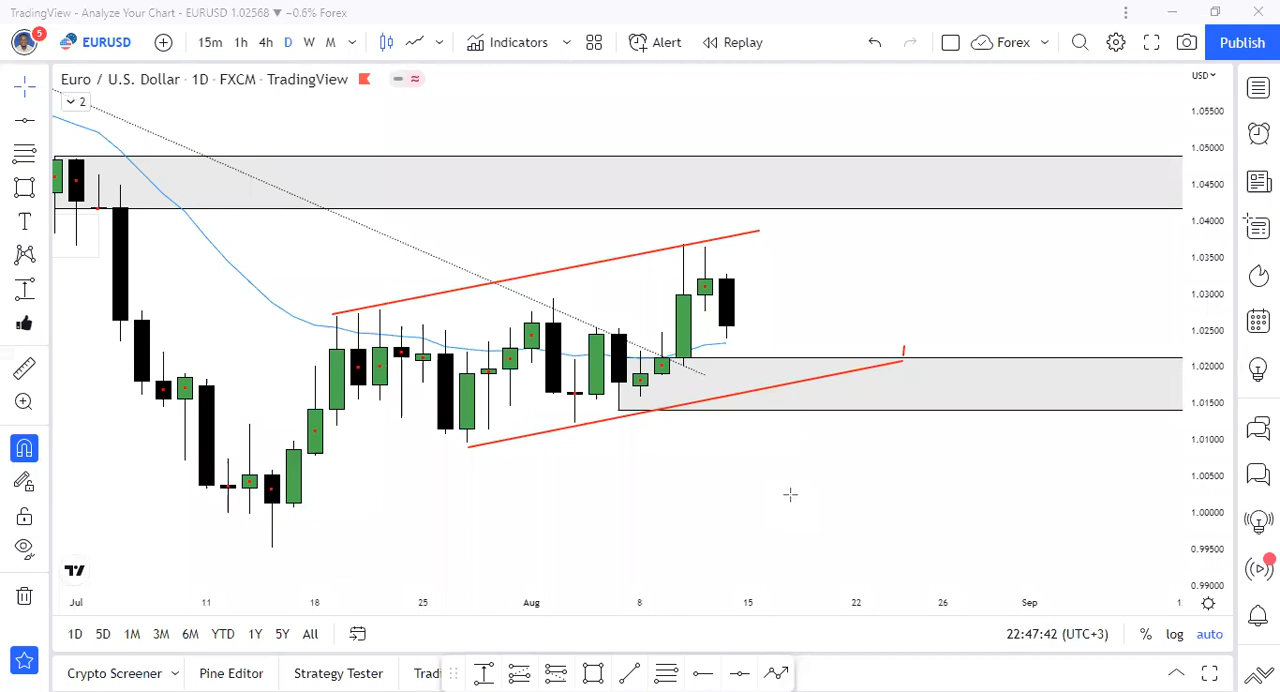 TradingView - Analyze Your Chart - EURUSD 1.02568 ▼ −0.6% Forex
5
EURUSD 15m 1h 4h D W M Indicators Alert Replay Forex Publish
Euro / U.S. Dollar · 1D · FXCM · TradingView
USD
2
1.05500
1.05000
1.04500
1.04000
1.03500
1.03000
1.02500
1.02000
1.01500
1.01000
1.00500
1.00000
0.99500
0.99000
Jul 11 18 25 Aug 8 15 22 26 Sep 1
1D 5D 1M 3M 6M YTD 1Y 5Y All 22:47:42 (UTC+3) % log auto
Crypto Screener Pine Editor Strategy Tester Tradi